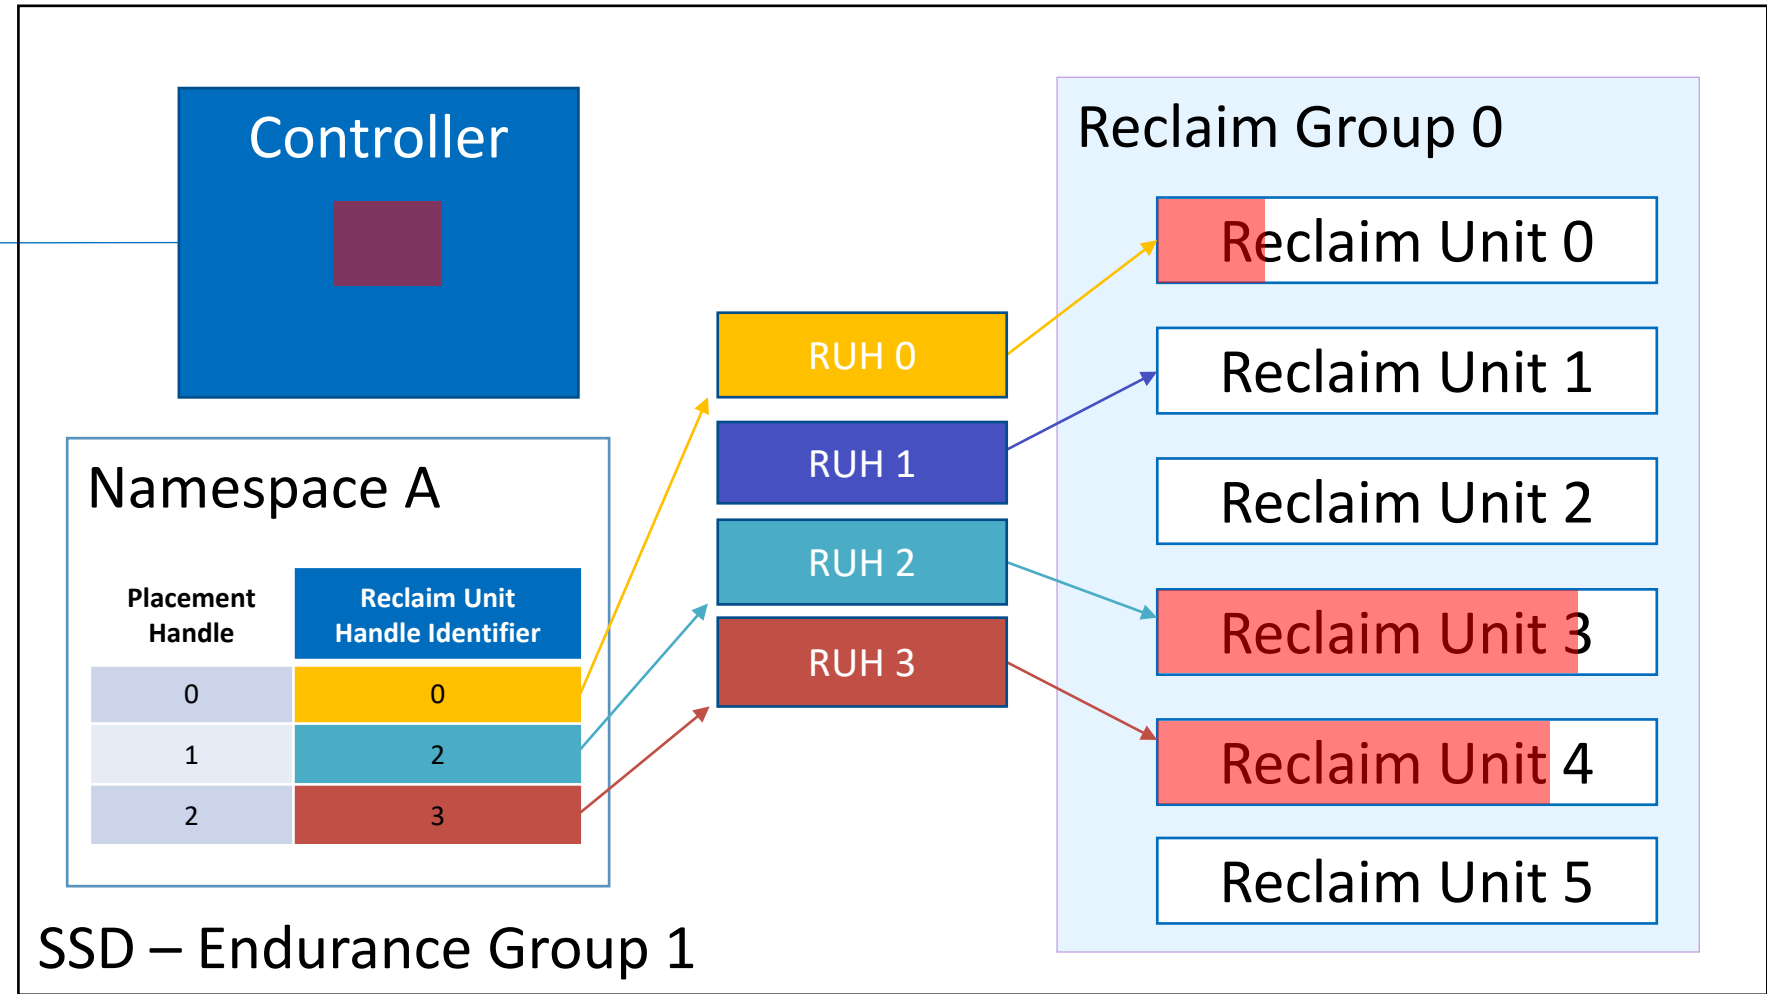 Controller
Namespace A
Placement
Handle
Reclaim Unit
Handle Identifier
0 0
1 2
2 3
RUH 0
RUH 1
RUH 2
RUH 3
Reclaim Group 0
Reclaim Unit 0
Reclaim Unit 1
Reclaim Unit 2
Reclaim Unit 3
Reclaim Unit 4
Reclaim Unit 5
SSD – Endurance Group 1